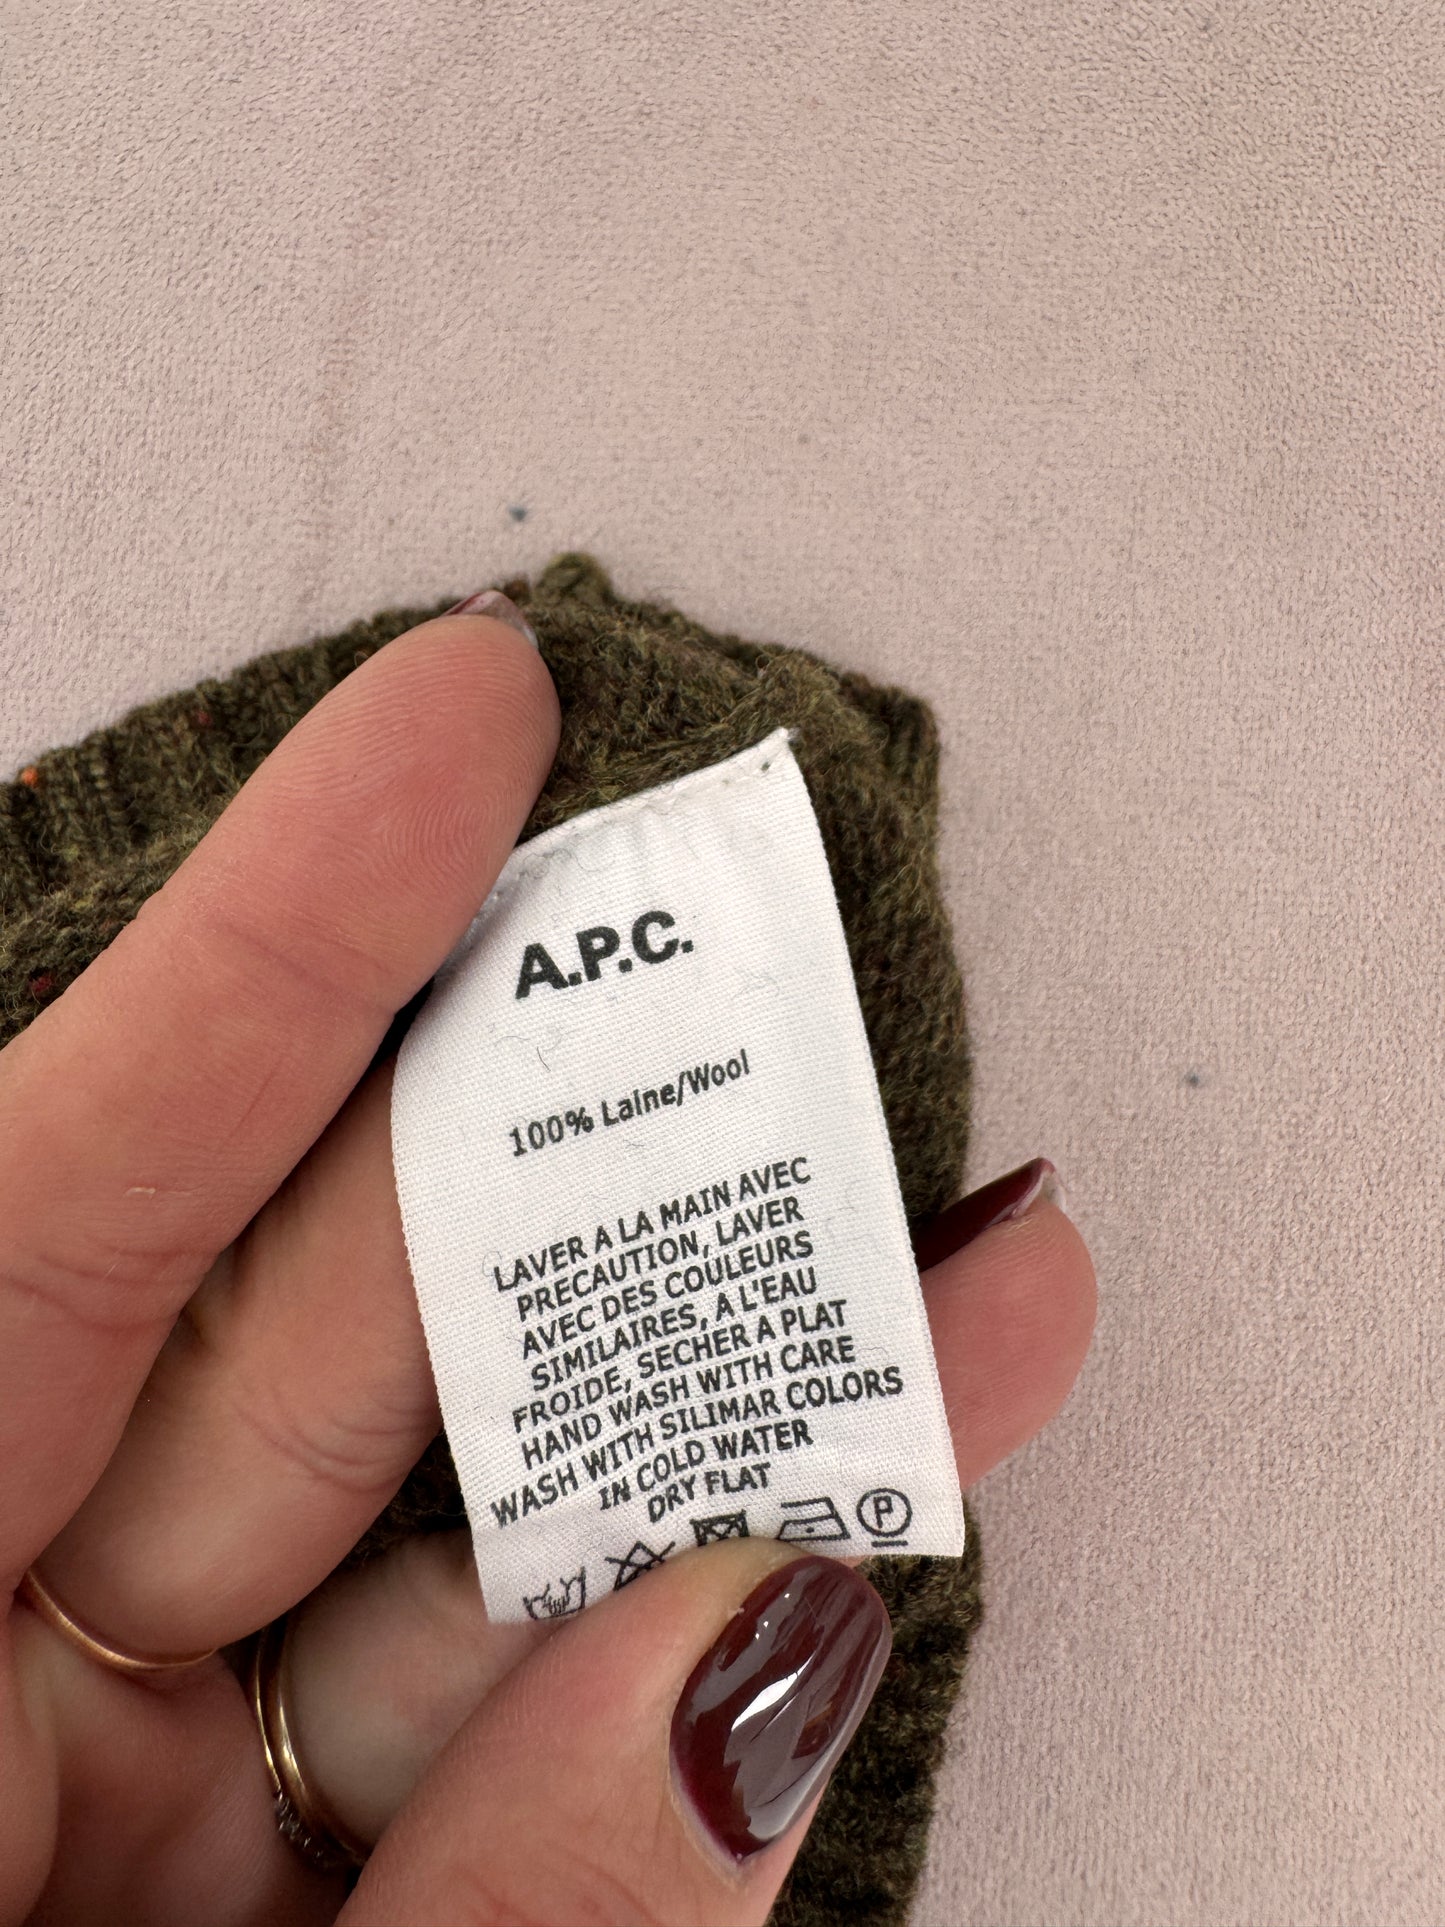 A.P.C.
100% Laine/Wool
LAVER A LA MAIN AVEC
PRECAUTION, LAVER
AVEC DES COULEURS
SIMILAIRES, A L'EAU
FROIDE, SECHER A PLAT
HAND WASH WITH CARE
WASH WITH SILIMAR COLORS
IN COLD WATER
DRY FLAT
P